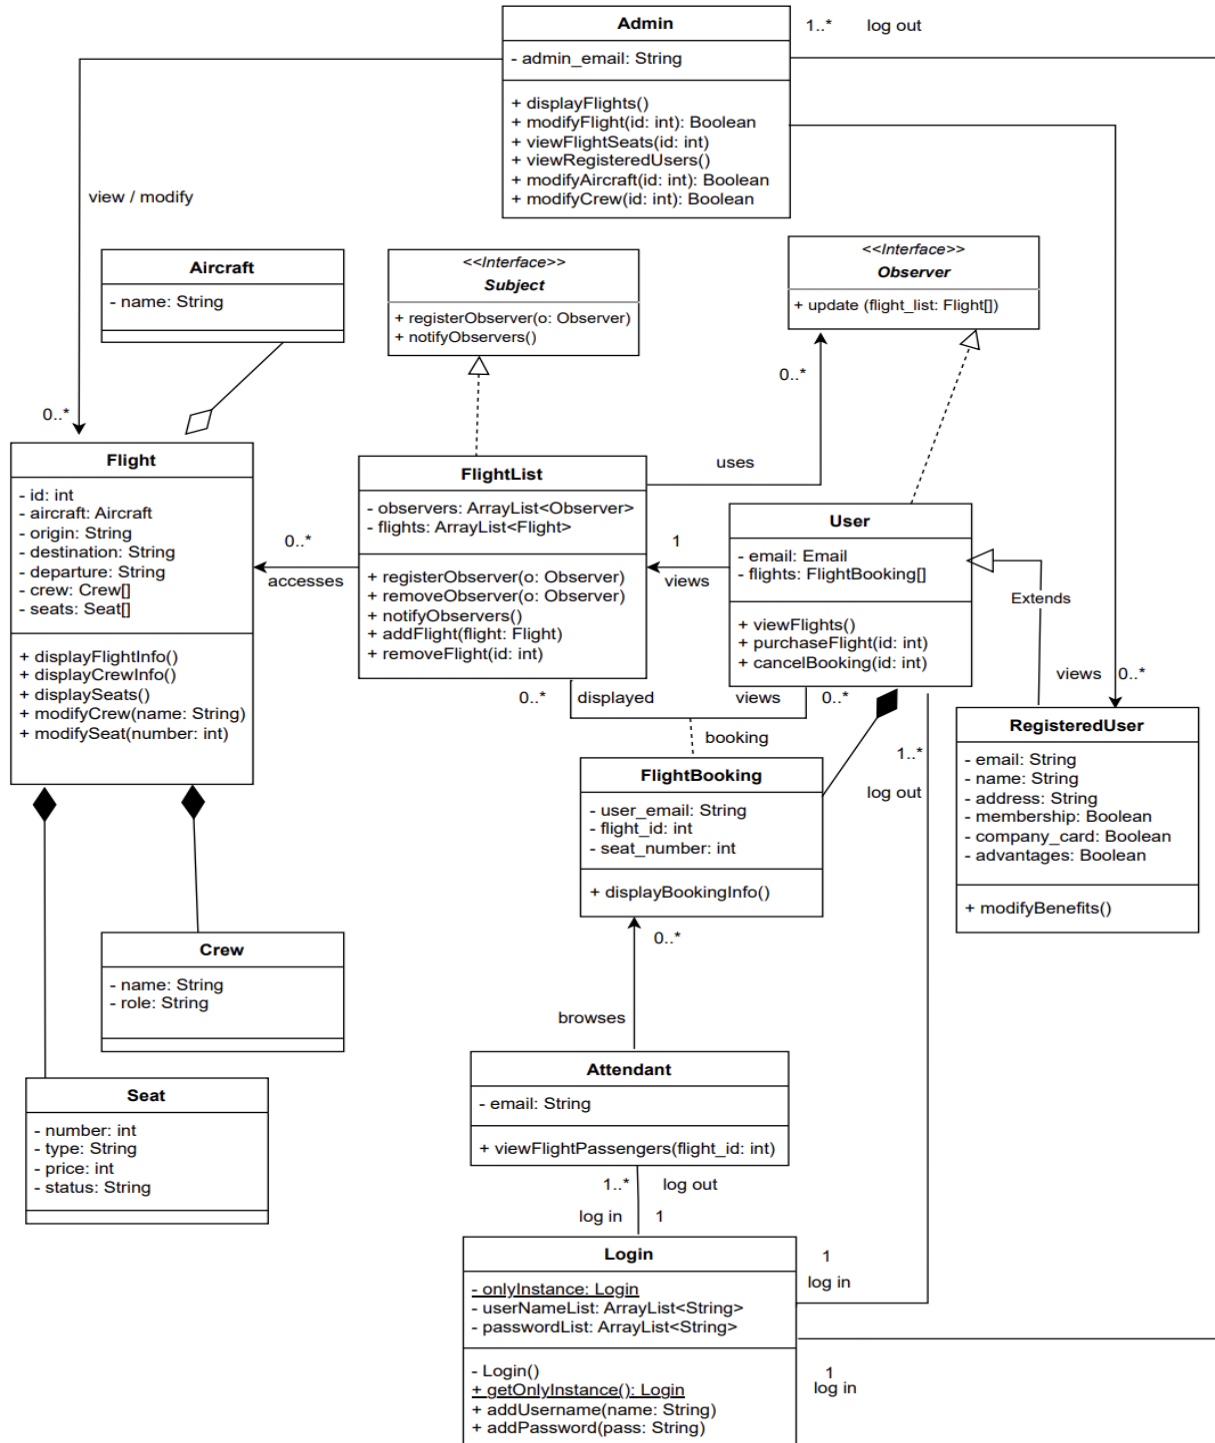 Admin
- admin_email: String
+ displayFlights()
+ modifyFlight(id: int): Boolean
+ viewFlightSeats(id: int)
+ viewRegisteredUsers()
+ modifyAircraft(id: int): Boolean
+ modifyCrew(id: int): Boolean
1..*
log out
view / modify
0..*
Aircraft
- name: String
<<Interface>>
Subject
+ registerObserver(o: Observer)
+ notifyObservers()
<<Interface>>
Observer
+ update (flight_list: Flight[])
0..*
uses
Flight
- id: int
- aircraft: Aircraft
- origin: String
- destination: String
- departure: String
- crew: Crew[]
- seats: Seat[]
+ displayFlightInfo()
+ displayCrewInfo()
+ displaySeats()
+ modifyCrew(name: String)
+ modifySeat(number: int)
0..*
accesses
FlightList
- observers: ArrayList<Observer>
- flights: ArrayList<Flight>
+ registerObserver(o: Observer)
+ removeObserver(o: Observer)
+ notifyObservers()
+ addFlight(flight: Flight)
+ removeFlight(id: int)
1
views
User
- email: Email
- flights: FlightBooking[]
+ viewFlights()
+ purchaseFlight(id: int)
+ cancelBooking(id: int)
Extends
views
0..*
0..*
displayed
views
0..*
booking
1..*
log out
RegisteredUser
- email: String
- name: String
- address: String
- membership: Boolean
- company_card: Boolean
- advantages: Boolean
+ modifyBenefits()
FlightBooking
- user_email: String
- flight_id: int
- seat_number: int
+ displayBookingInfo()
0..*
browses
Crew
- name: String
- role: String
Seat
- number: int
- type: String
- price: int
- status: String
Attendant
- email: String
+ viewFlightPassengers(flight_id: int)
1..*
log out
log in
1
Login
- onlyInstance: Login
- userNameList: ArrayList<String>
- passwordList: ArrayList<String>
- Login()
+ getOnlyInstance(): Login
+ addUsername(name: String)
+ addPassword(pass: String)
1
log in
1
log in